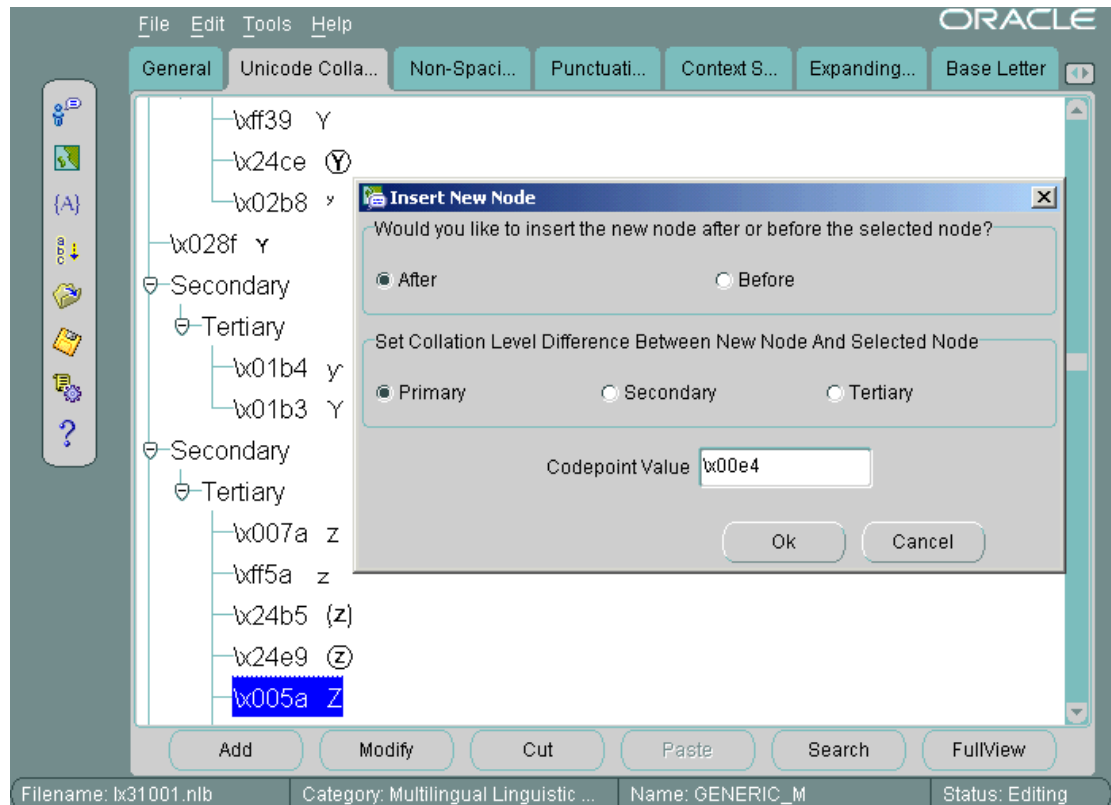 File Edit Tools Help
ORACLE
General Unicode Colla... Non-Spaci... Punctuati... Context S... Expanding... Base Letter
{A}
a
b
c
?
\xff39 Y
\x24ce Ⓨ
\x02b8 ʸ
\x028f ʏ
Secondary
Tertiary
\x01b4 ƴ
\x01b3 Ƴ
Secondary
Tertiary
\x007a z
\xff5a z
\x24b5 (z)
\x24e9 ⓩ
\x005a Z
Insert New Node
Would you like to insert the new node after or before the selected node?
After Before
Set Collation Level Difference Between New Node And Selected Node
Primary Secondary Tertiary
Codepoint Value \x00e4
Ok Cancel
Add Modify Cut Paste Search FullView
Filename: lx31001.nlb Category: Multilingual Linguistic ... Name: GENERIC_M Status: Editing